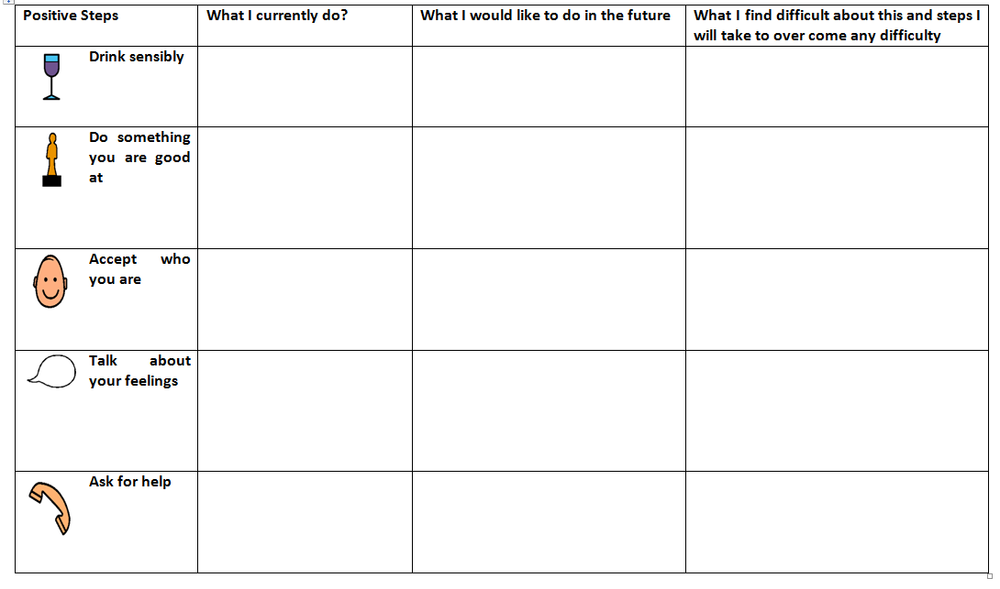 Positive Steps
What I currently do?
What I would like to do in the future
What I find difficult about this and steps I
will take to over come any difficulty
Drink sensibly
Do something
you are good
at
Accept who
you are
Talk about
your feelings
Ask for help